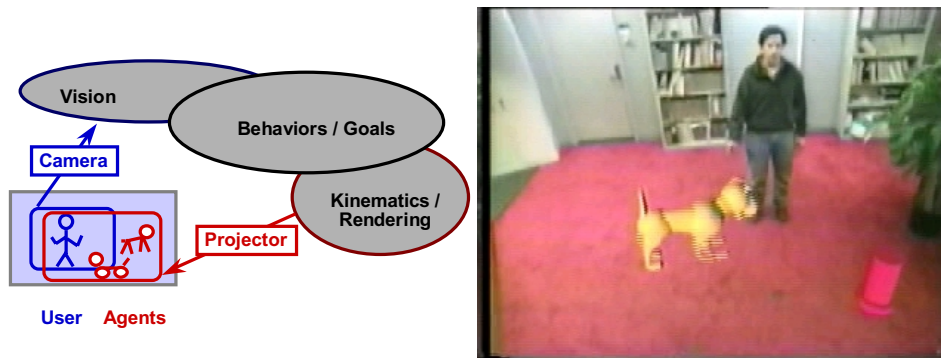 Vision
Behaviors / Goals
Camera
Kinematics /
Rendering
Projector
User
Agents